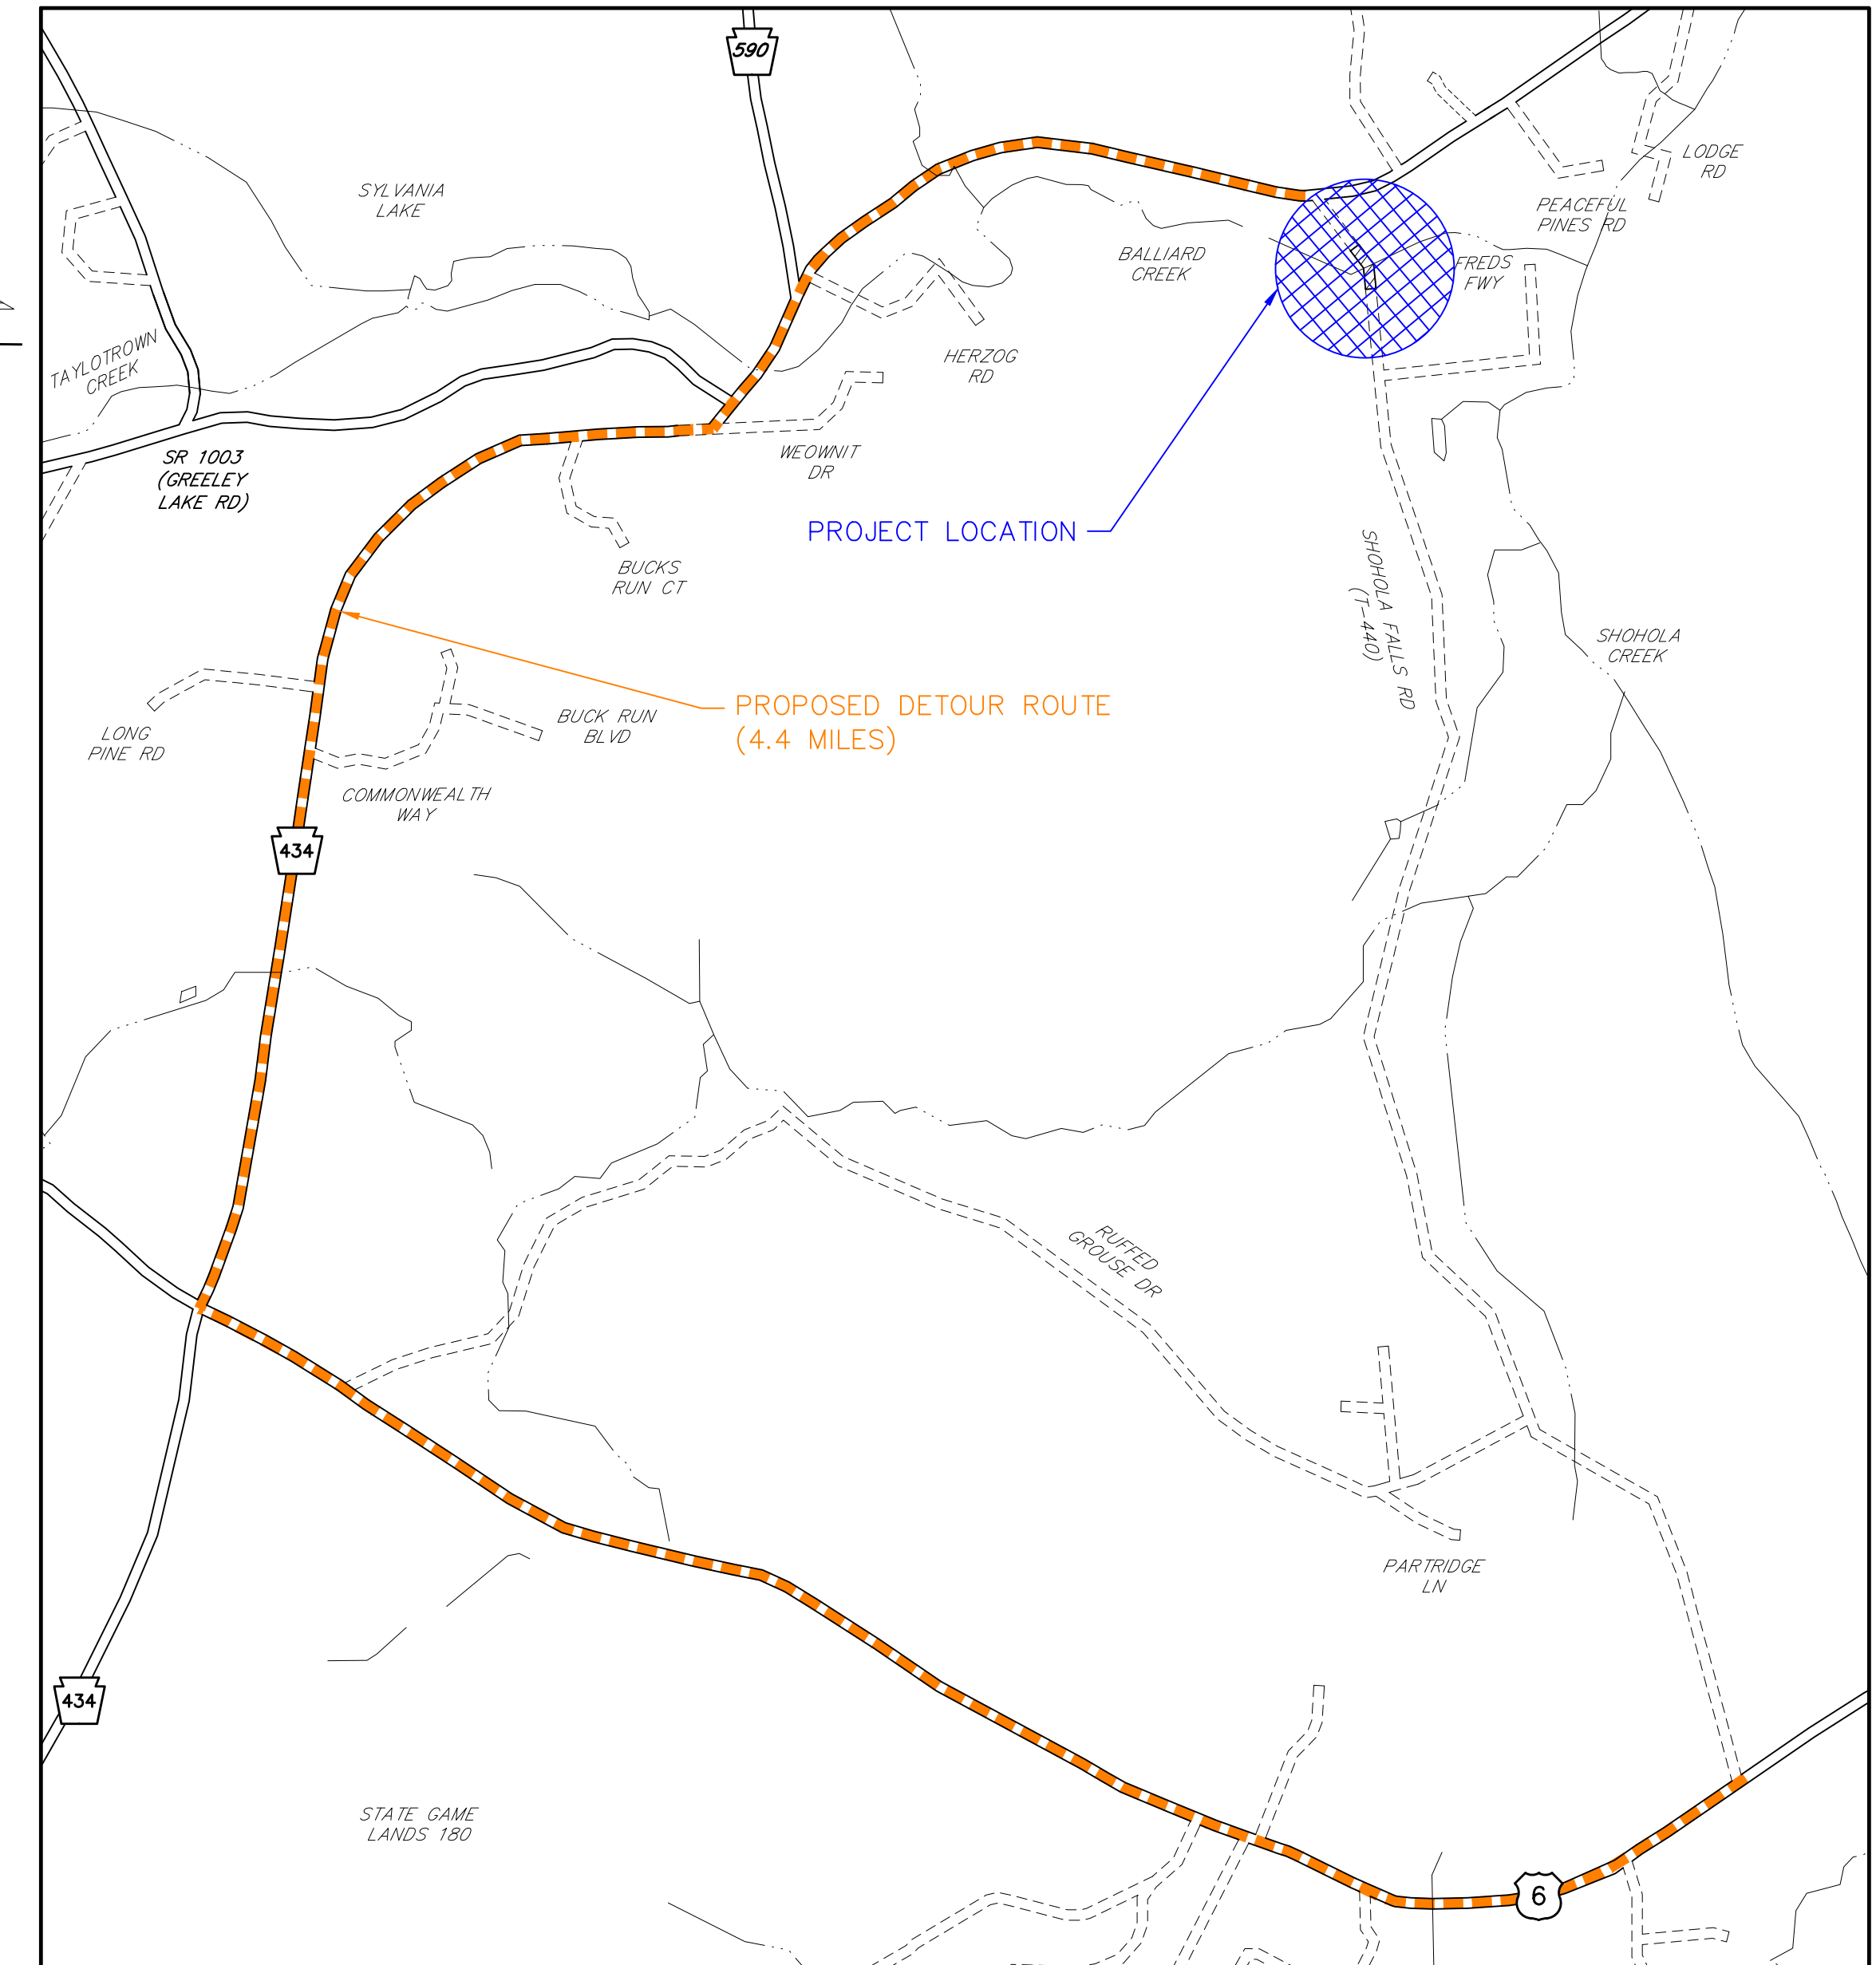 590
SYLVANIA
LAKE
LODGE
RD
PEACEFUL
PINES RD
BALLIARD
CREEK
FREDS
FWY
TAYLOTROWN
CREEK
HERZOG
RD
SR 1003
(GREELEY
LAKE RD)
WEOWNIT
DR
PROJECT LOCATION
BUCKS
RUN CT
SHOHOLA FALLS RD
(T-440)
SHOHOLA
CREEK
PROPOSED DETOUR ROUTE
(4.4 MILES)
LONG
PINE RD
BUCK RUN
BLVD
COMMONWEALTH
WAY
434
RUFFED
GROUSE DR
PARTRIDGE
LN
434
STATE GAME
LANDS 180
6